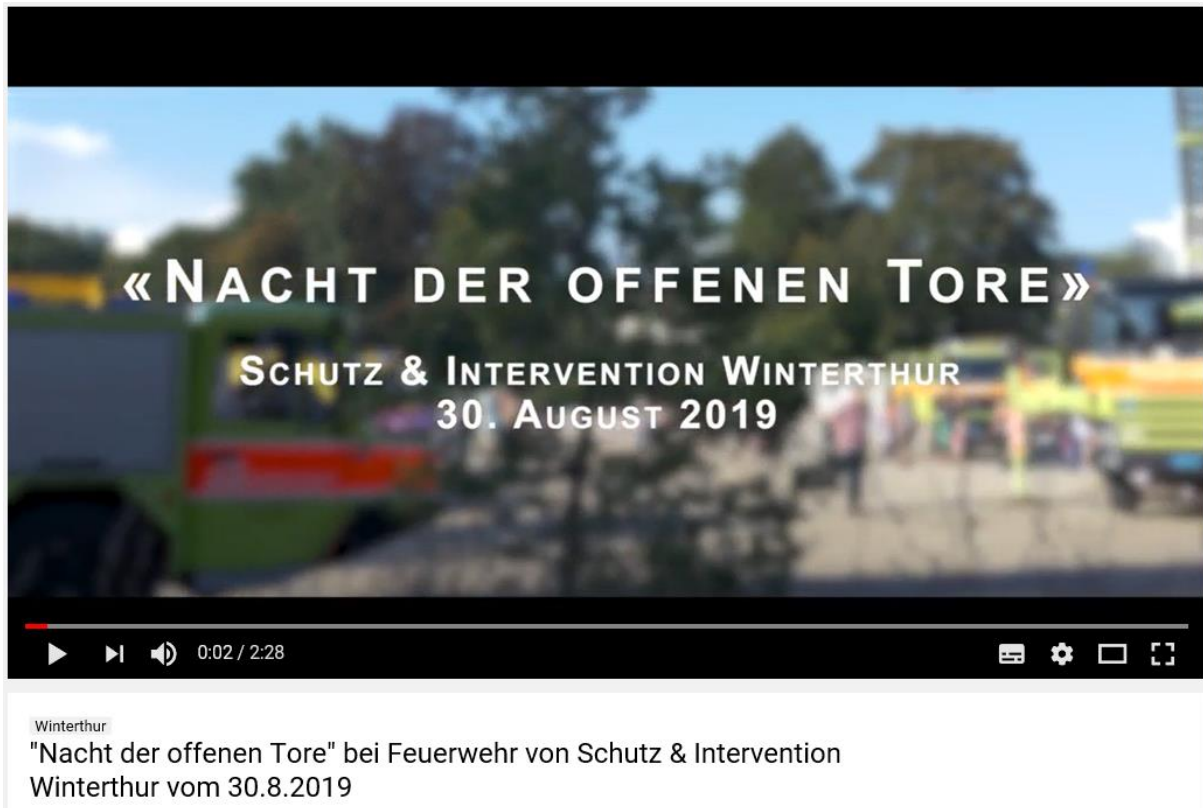 «NACHT DER OFFENEN TORE»
SCHUTZ & INTERVENTION WINTERTHUR
30. AUGUST 2019
0:02 / 2:28
Winterthur
"Nacht der offenen Tore" bei Feuerwehr von Schutz & Intervention
Winterthur vom 30.8.2019